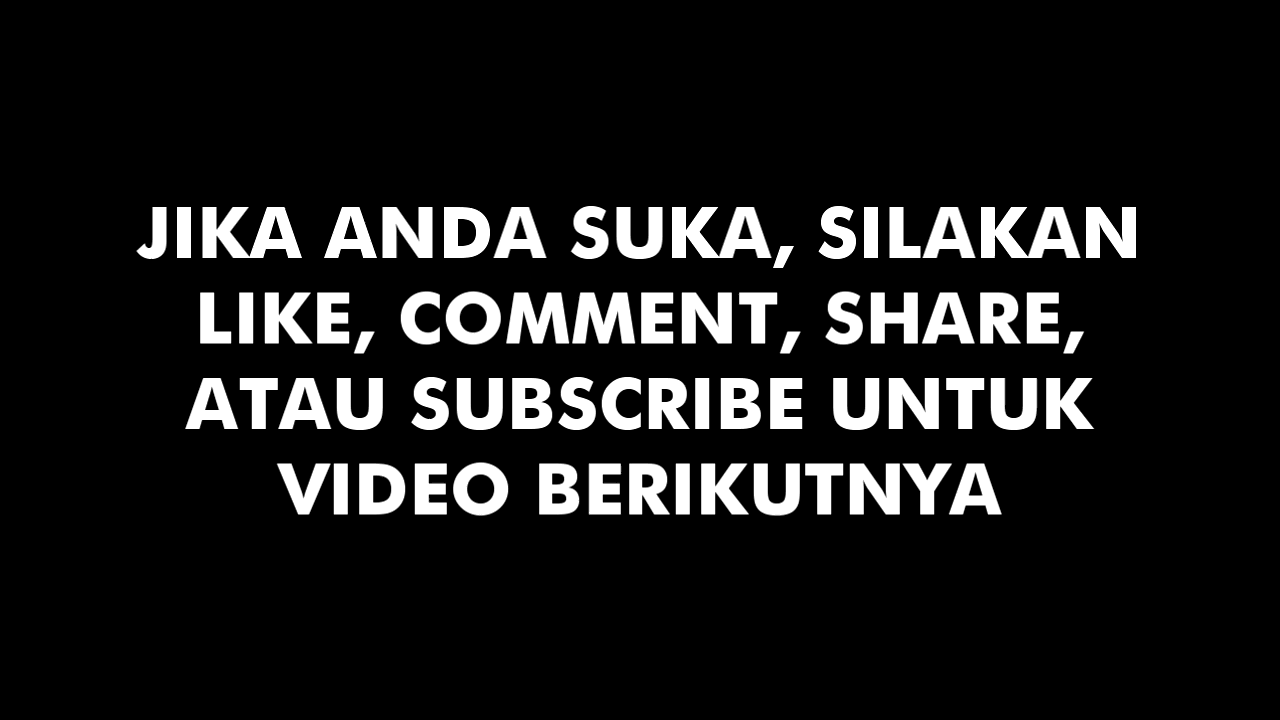 JIKA ANDA SUKA, SILAKAN
LIKE, COMMENT, SHARE,
ATAU SUBSCRIBE UNTUK
VIDEO BERIKUTNYA